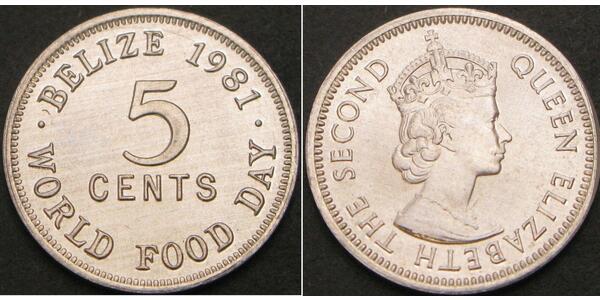 · BELIZE 1981 ·
5
CENTS
WORLD FOOD DAY
QUEEN ELIZABETH THE SECOND